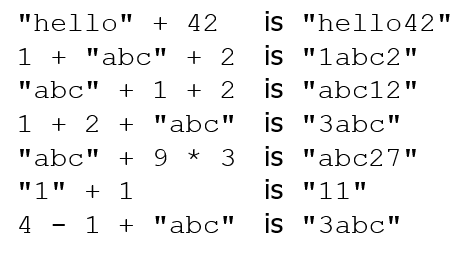 "hello" + 42 is "hello42"
1 + "abc" + 2 is "1abc2"
"abc" + 1 + 2 is "abc12"
1 + 2 + "abc" is "3abc"
"abc" + 9 * 3 is "abc27"
"1" + 1 is "11"
4 - 1 + "abc" is "3abc"